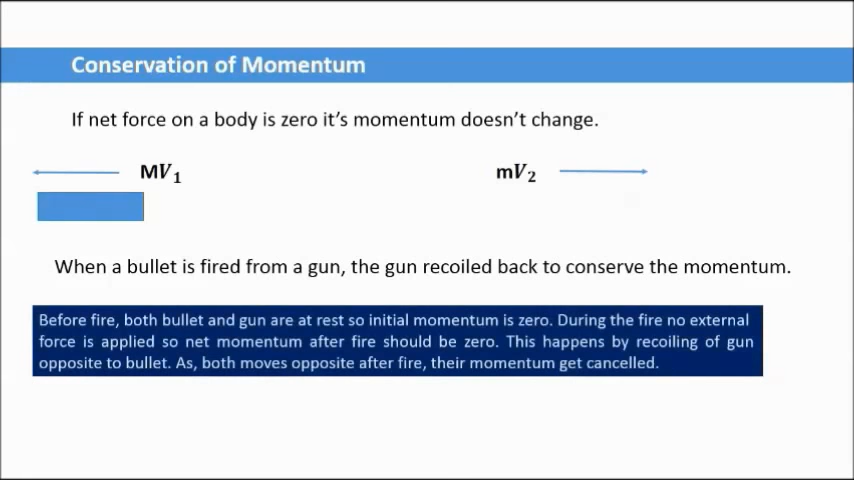 Conservation of Momentum
If net force on a body is zero it's momentum doesn't change.
MV₁ mV₂
When a bullet is fired from a gun, the gun recoiled back to conserve the momentum.
Before fire, both bullet and gun are at rest so initial momentum is zero. During the fire no external
force is applied so net momentum after fire should be zero. This happens by recoiling of gun
opposite to bullet. As, both moves opposite after fire, their momentum get cancelled.